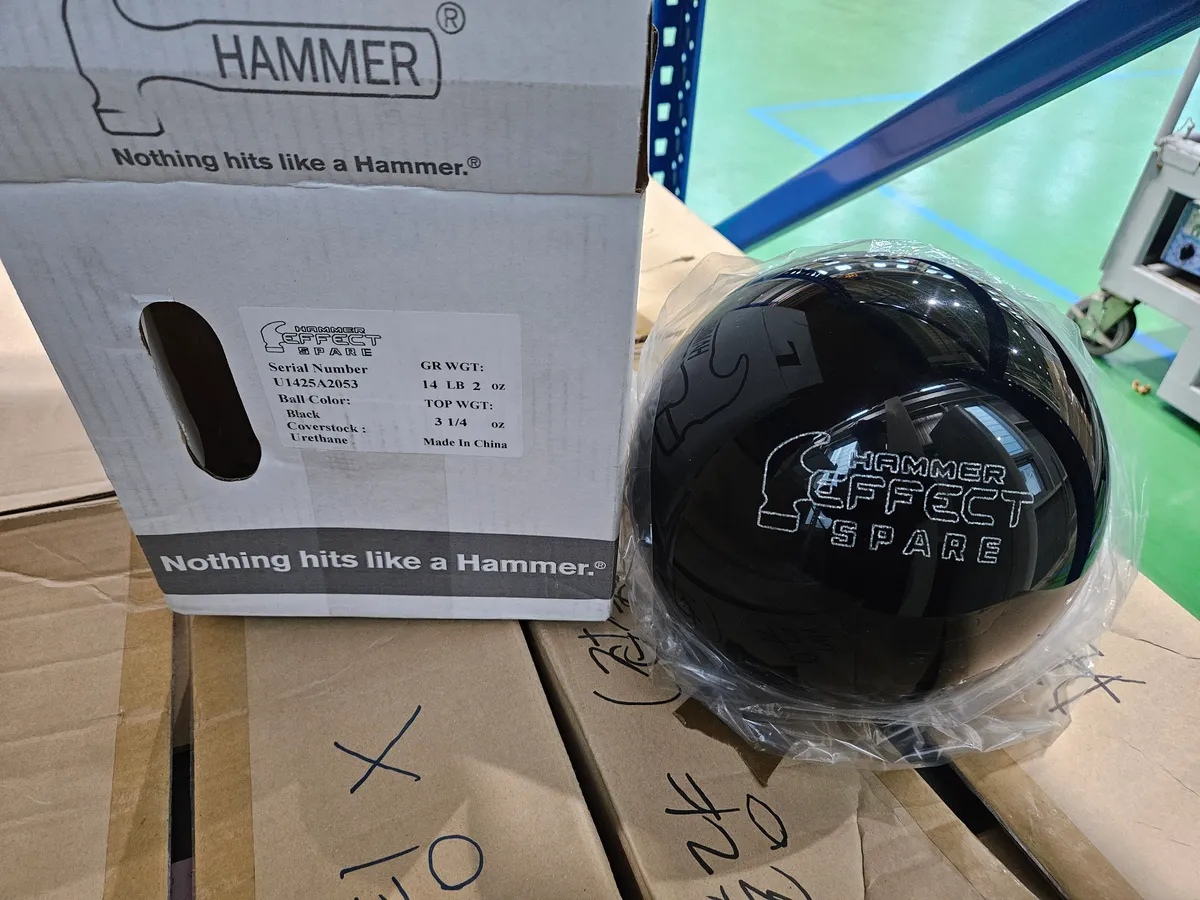 HAMMER®
Nothing hits like a Hammer.®
HAMMER
EFFECT
SPARE
Serial Number
U1425A2053
Ball Color:
Black
Coverstock :
Urethane
GR WGT:
14 LB 2 oz
TOP WGT:
3 1/4 oz
Made In China
Nothing hits like a Hammer.®
HAMMER
EFFECT
SPARE
X